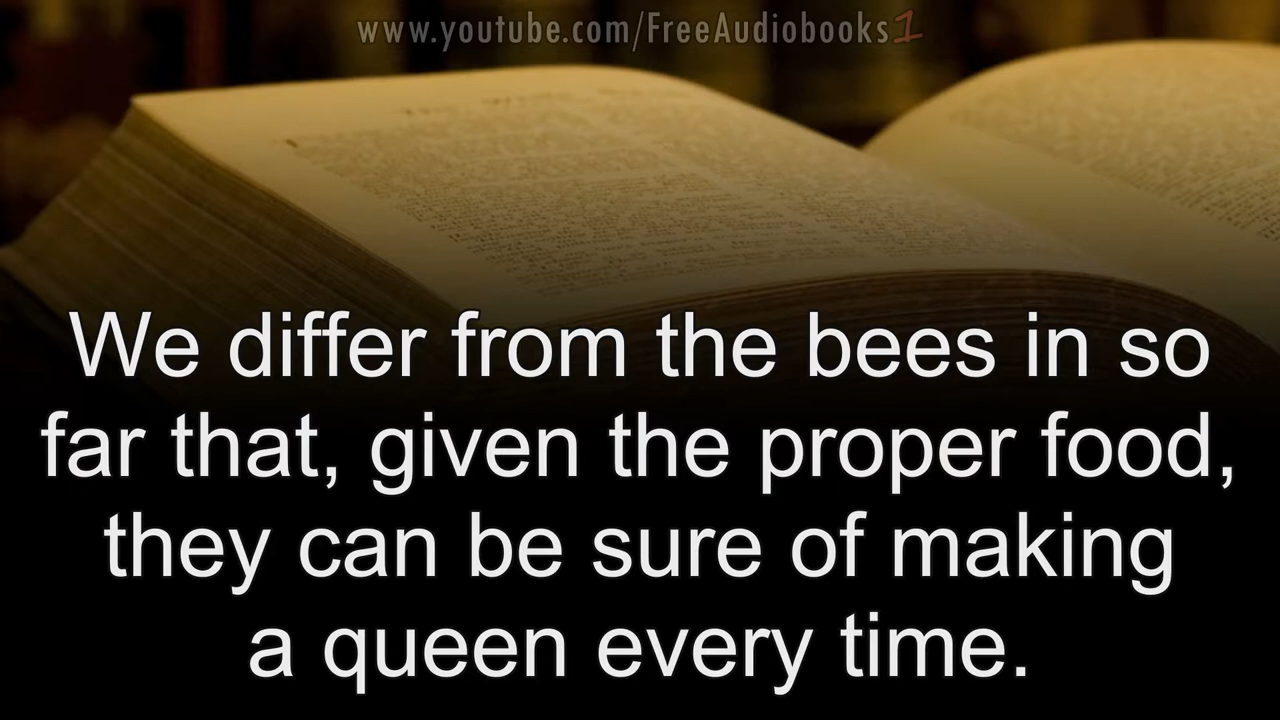 www.youtube.com/FreeAudiobooks1
We differ from the bees in so
far that, given the proper food,
they can be sure of making
a queen every time.